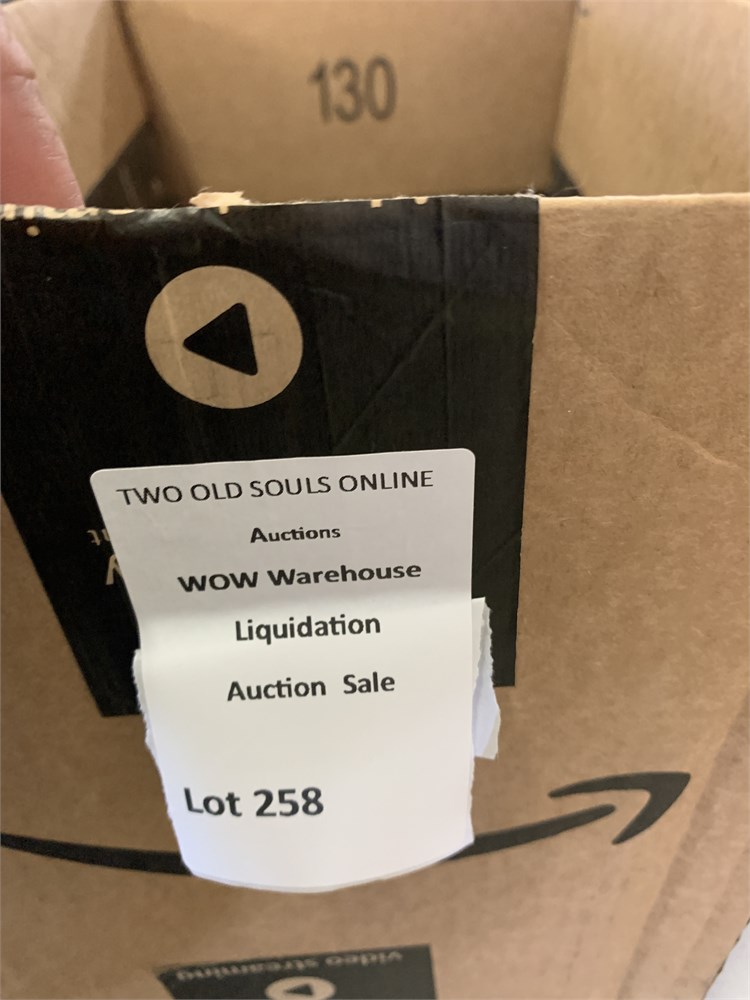 130
TWO OLD SOULS ONLINE
Auctions
WOW Warehouse
Liquidation
Auction Sale
Lot 258
video streaming